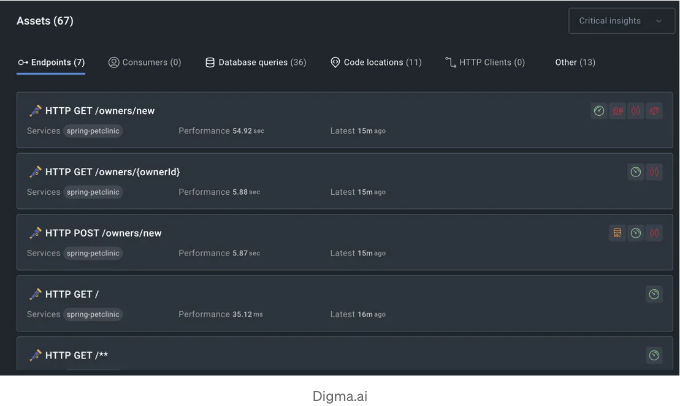 Assets (67)
Critical insights
Endpoints (7) Consumers (0) Database queries (36) Code locations (11) HTTP Clients (0) Other (13)
HTTP GET /owners/new
Services spring-petclinic Performance 54.92 sec Latest 15m ago
HTTP GET /owners/{ownerId}
Services spring-petclinic Performance 5.88 sec Latest 15m ago
HTTP POST /owners/new
Services spring-petclinic Performance 5.87 sec Latest 15m ago
HTTP GET /
Services spring-petclinic Performance 35.12 ms Latest 16m ago
HTTP GET /**
Digma.ai